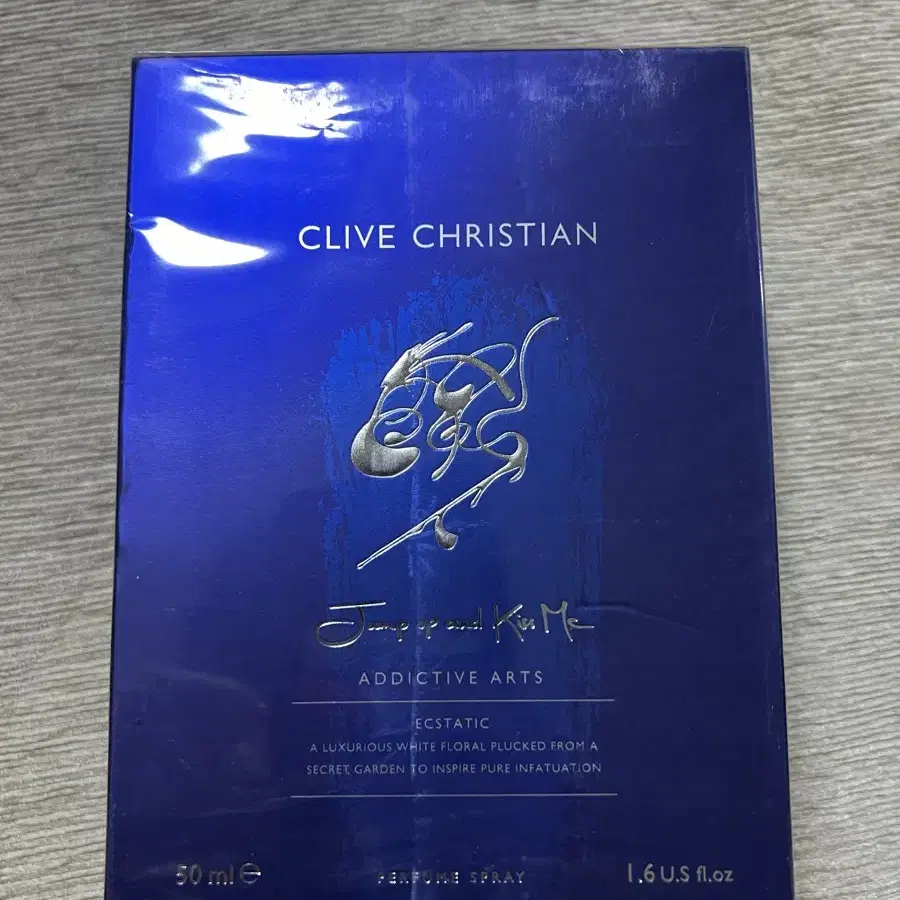 CLIVE CHRISTIAN
Jump up and Kiss Me
ADDICTIVE ARTS
ECSTATIC
A LUXURIOUS WHITE FLORAL PLUCKED FROM A
SECRET GARDEN TO INSPIRE PURE INFATUATION
50 ml ℮
PERFUME SPRAY
1.6 U.S fl.oz